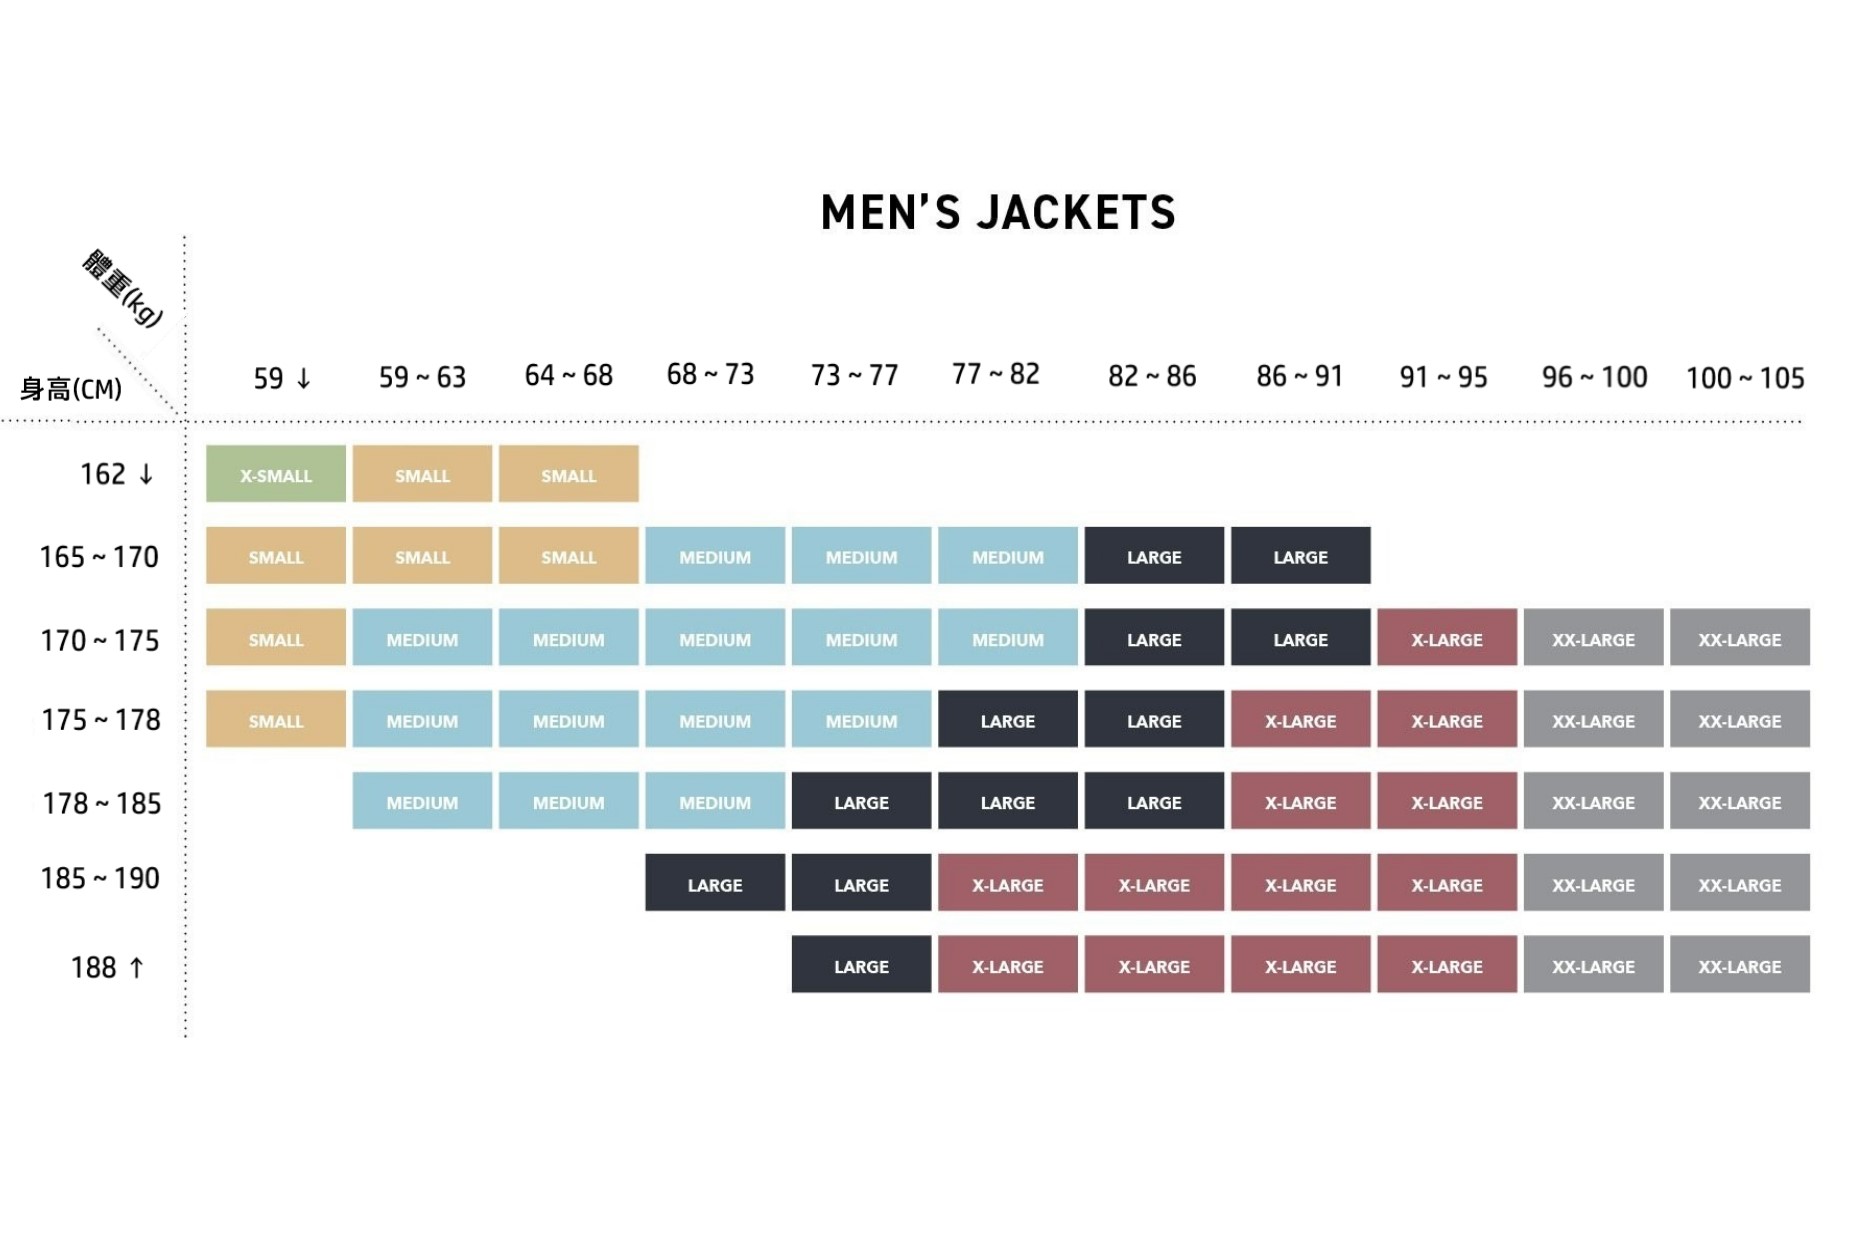 MEN’S JACKETS
體重(kg)
身高(CM) 59 ↓ 59 ~ 63 64 ~ 68 68 ~ 73 73 ~ 77 77 ~ 82 82 ~ 86 86 ~ 91 91 ~ 95 96 ~ 100 100 ~ 105
162 ↓ X-SMALL SMALL SMALL
165 ~ 170 SMALL SMALL SMALL MEDIUM MEDIUM MEDIUM LARGE LARGE
170 ~ 175 SMALL MEDIUM MEDIUM MEDIUM MEDIUM MEDIUM LARGE LARGE X-LARGE XX-LARGE XX-LARGE
175 ~ 178 SMALL MEDIUM MEDIUM MEDIUM MEDIUM LARGE LARGE X-LARGE X-LARGE XX-LARGE XX-LARGE
178 ~ 185 MEDIUM MEDIUM MEDIUM LARGE LARGE LARGE X-LARGE X-LARGE XX-LARGE XX-LARGE
185 ~ 190 LARGE LARGE X-LARGE X-LARGE X-LARGE X-LARGE XX-LARGE XX-LARGE
188 ↑ LARGE X-LARGE X-LARGE X-LARGE X-LARGE XX-LARGE XX-LARGE